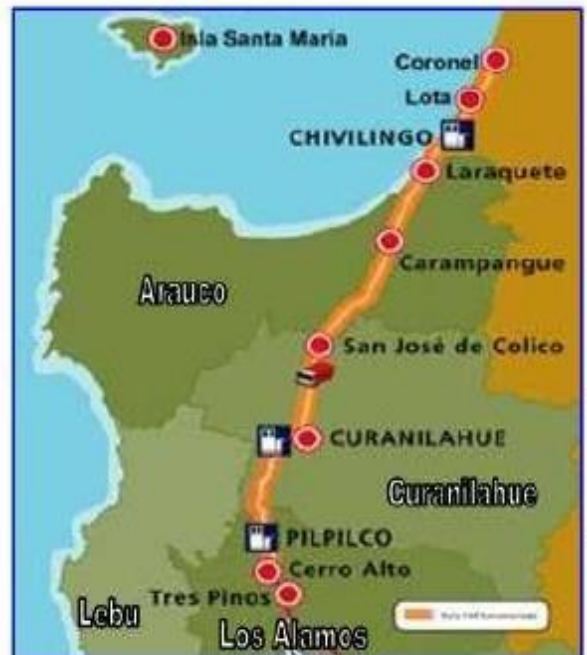 Isla Santa María
Coronel
Lota
CHIVILINGO
Laraquete
Carampangue
Arauco
San José de Colico
CURANILAHUE
Curanilahue
PILPILCO
Cerro Alto
Tres Pinos
Lebu
Los Alamos